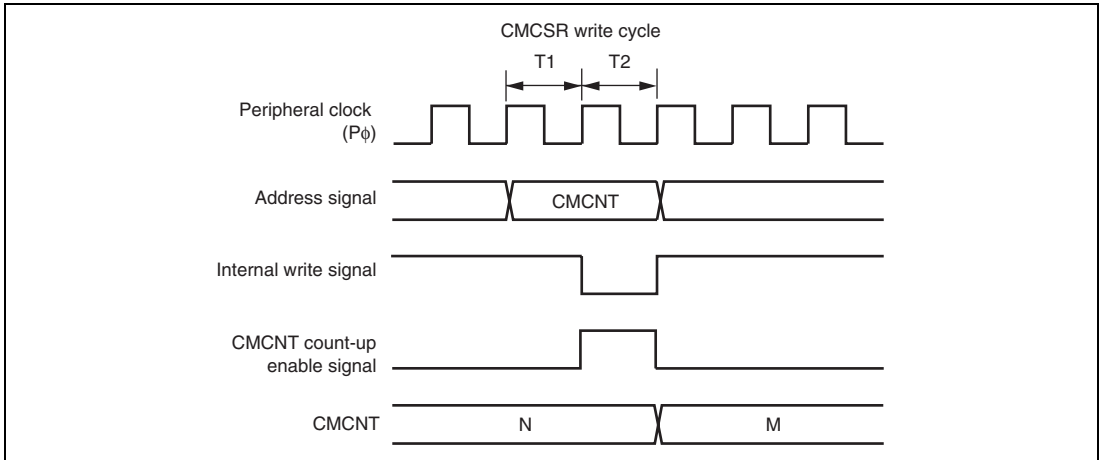 CMCSR write cycle
T1 T2
Peripheral clock
(Pϕ)
Address signal CMCNT
Internal write signal
CMCNT count-up
enable signal
CMCNT N M